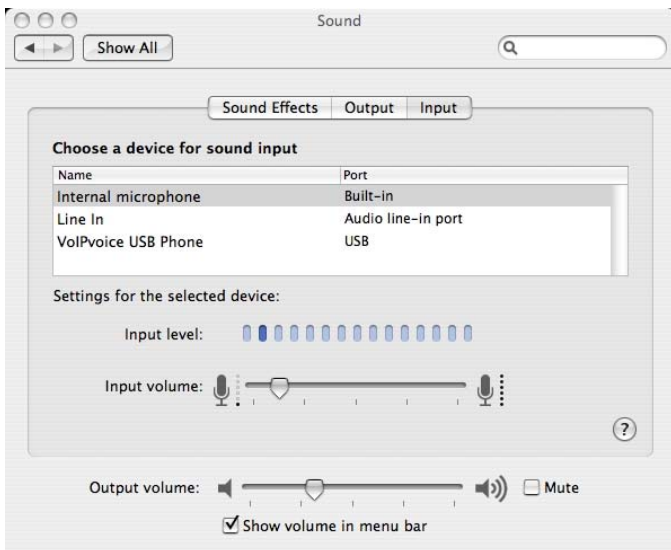 Sound
Show All
Sound Effects Output Input
Choose a device for sound input
Name Port
Internal microphone Built-in
Line In Audio line-in port
VoIPvoice USB Phone USB
Settings for the selected device:
Input level:
Input volume:
?
Output volume: Mute
Show volume in menu bar